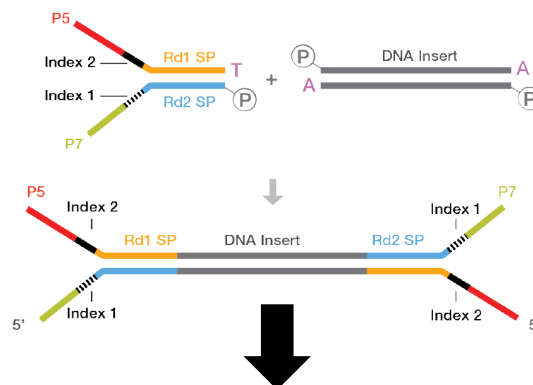 P5
Index 2
Rd1 SP
T
Index 1
Rd2 SP
P
P7
+
P
DNA Insert
A
A
P
P5
Index 2
Rd1 SP
DNA Insert
Rd2 SP
Index 1
P7
5'
Index 1
Index 2
5'